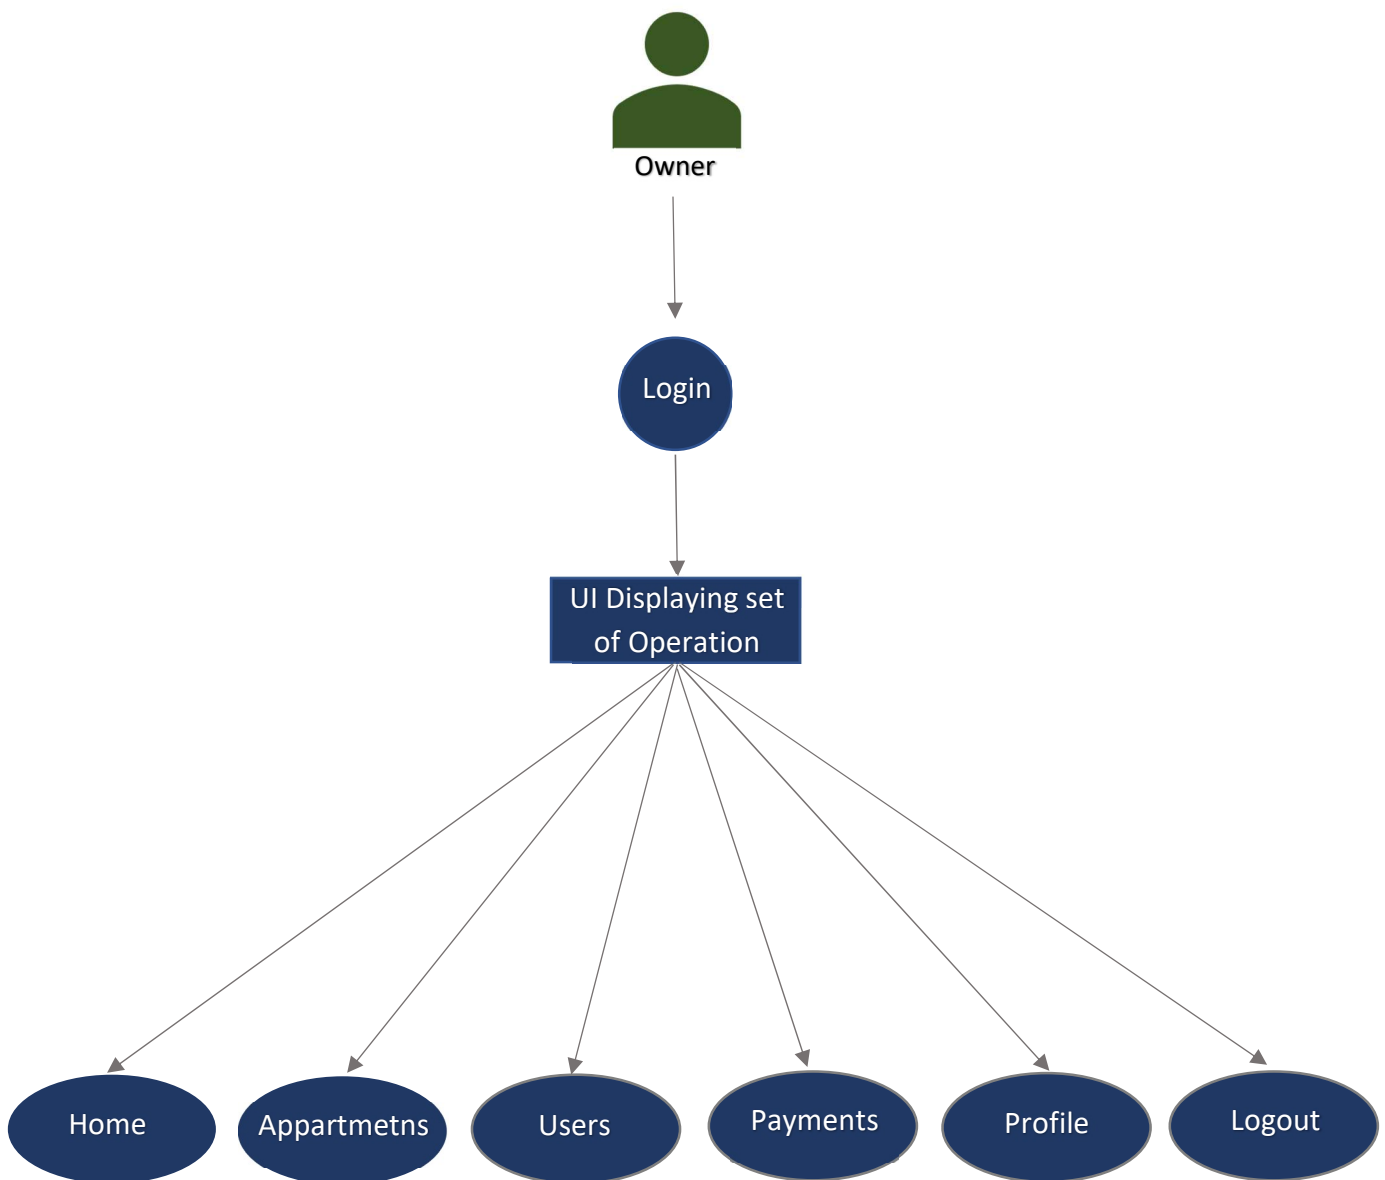 Owner
Login
UI Displaying set
of Operation
Home
Appartmetns
Users
Payments
Profile
Logout